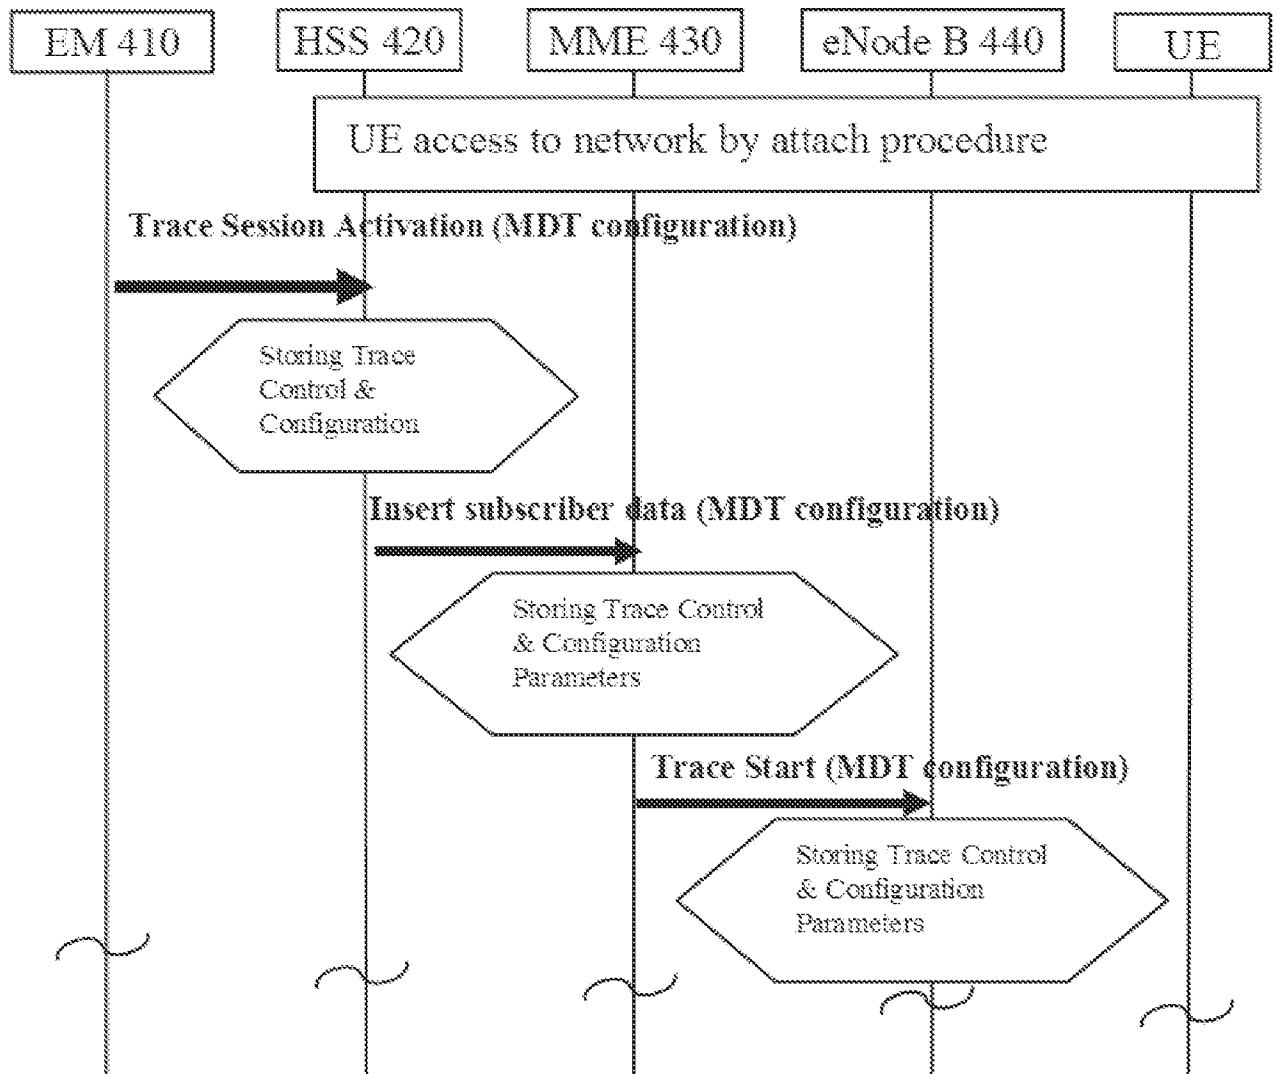 EM 410
HSS 420
MME 430
eNode B 440
UE
UE access to network by attach procedure
Trace Session Activation (MDT configuration)
Storing Trace
Control &
Configuration
Insert subscriber data (MDT configuration)
Storing Trace Control
& Configuration
Parameters
Trace Start (MDT configuration)
Storing Trace Control
& Configuration
Parameters